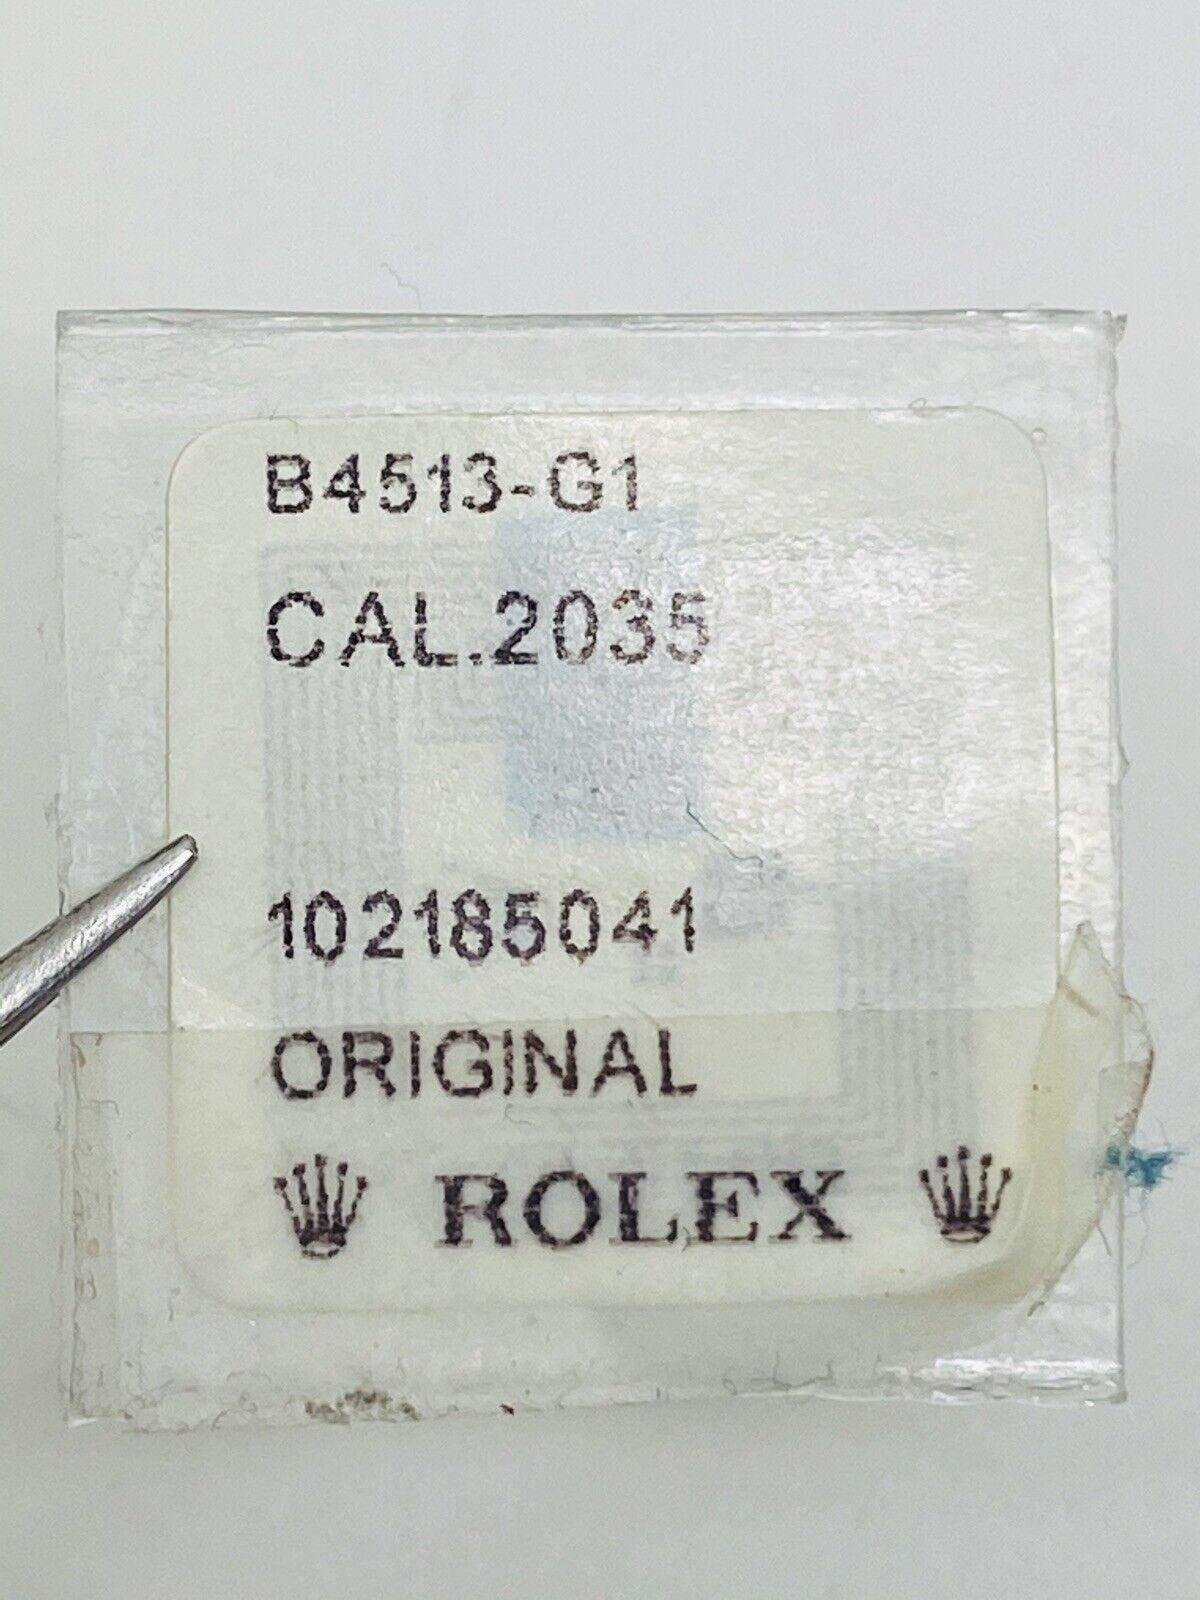 B4513-G1
CAL.2035
102185041
ORIGINAL
ROLEX